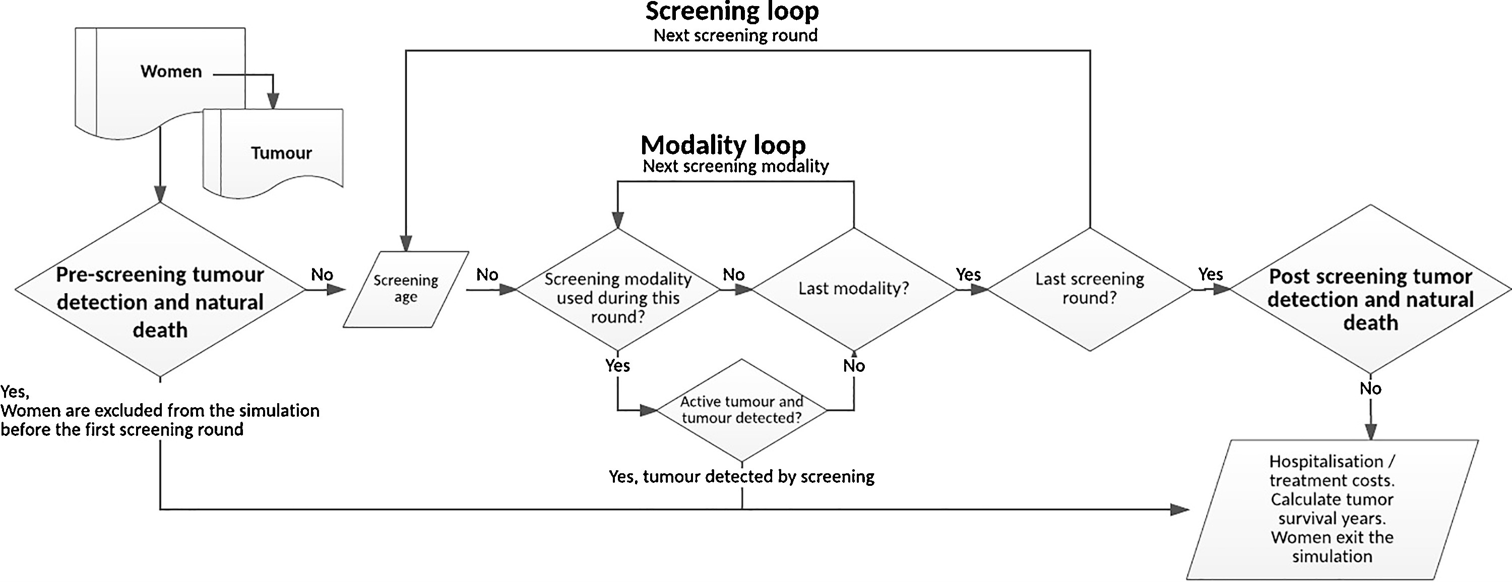 Screening loop
Next screening round
Women
Tumour
Modality loop
Next screening modality
Pre-screening tumour
detection and natural
death
No
Screening
age
No
Screening modality
used during this
round?
No
Last modality?
Yes
Last screening
round?
Yes
Post screening tumor
detection and natural
death
Yes
No
No
Yes,
Women are excluded from the simulation
before the first screening round
Active tumour and
tumour detected?
Yes, tumour detected by screening
Hospitalisation /
treatment costs.
Calculate tumor
survival years.
Women exit the
simulation